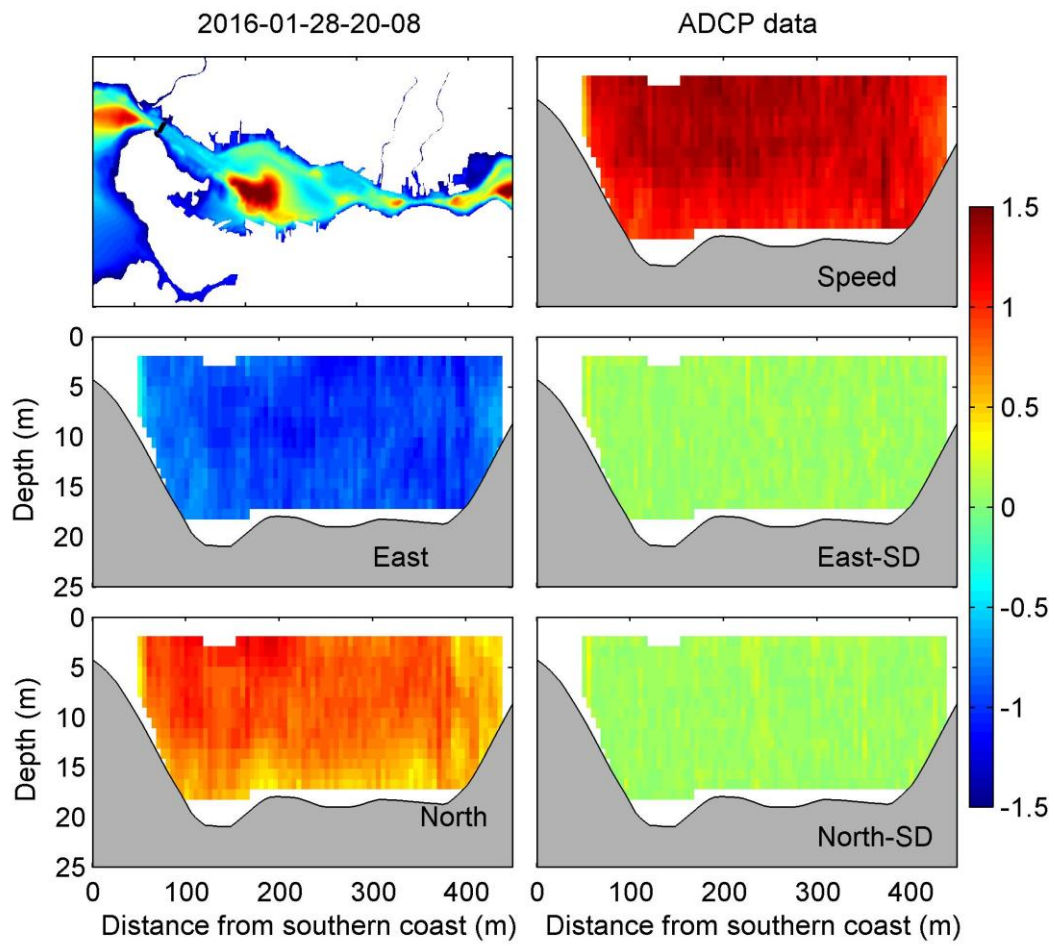 2016-01-28-20-08
ADCP data
Speed
1.5
1
0.5
0
-0.5
-1
-1.5
0
5
10
15
20
25
Depth (m)
East
East-SD
0
5
10
15
20
25
Depth (m)
North
North-SD
0 100 200 300 400
0 100 200 300 400
Distance from southern coast (m)
Distance from southern coast (m)